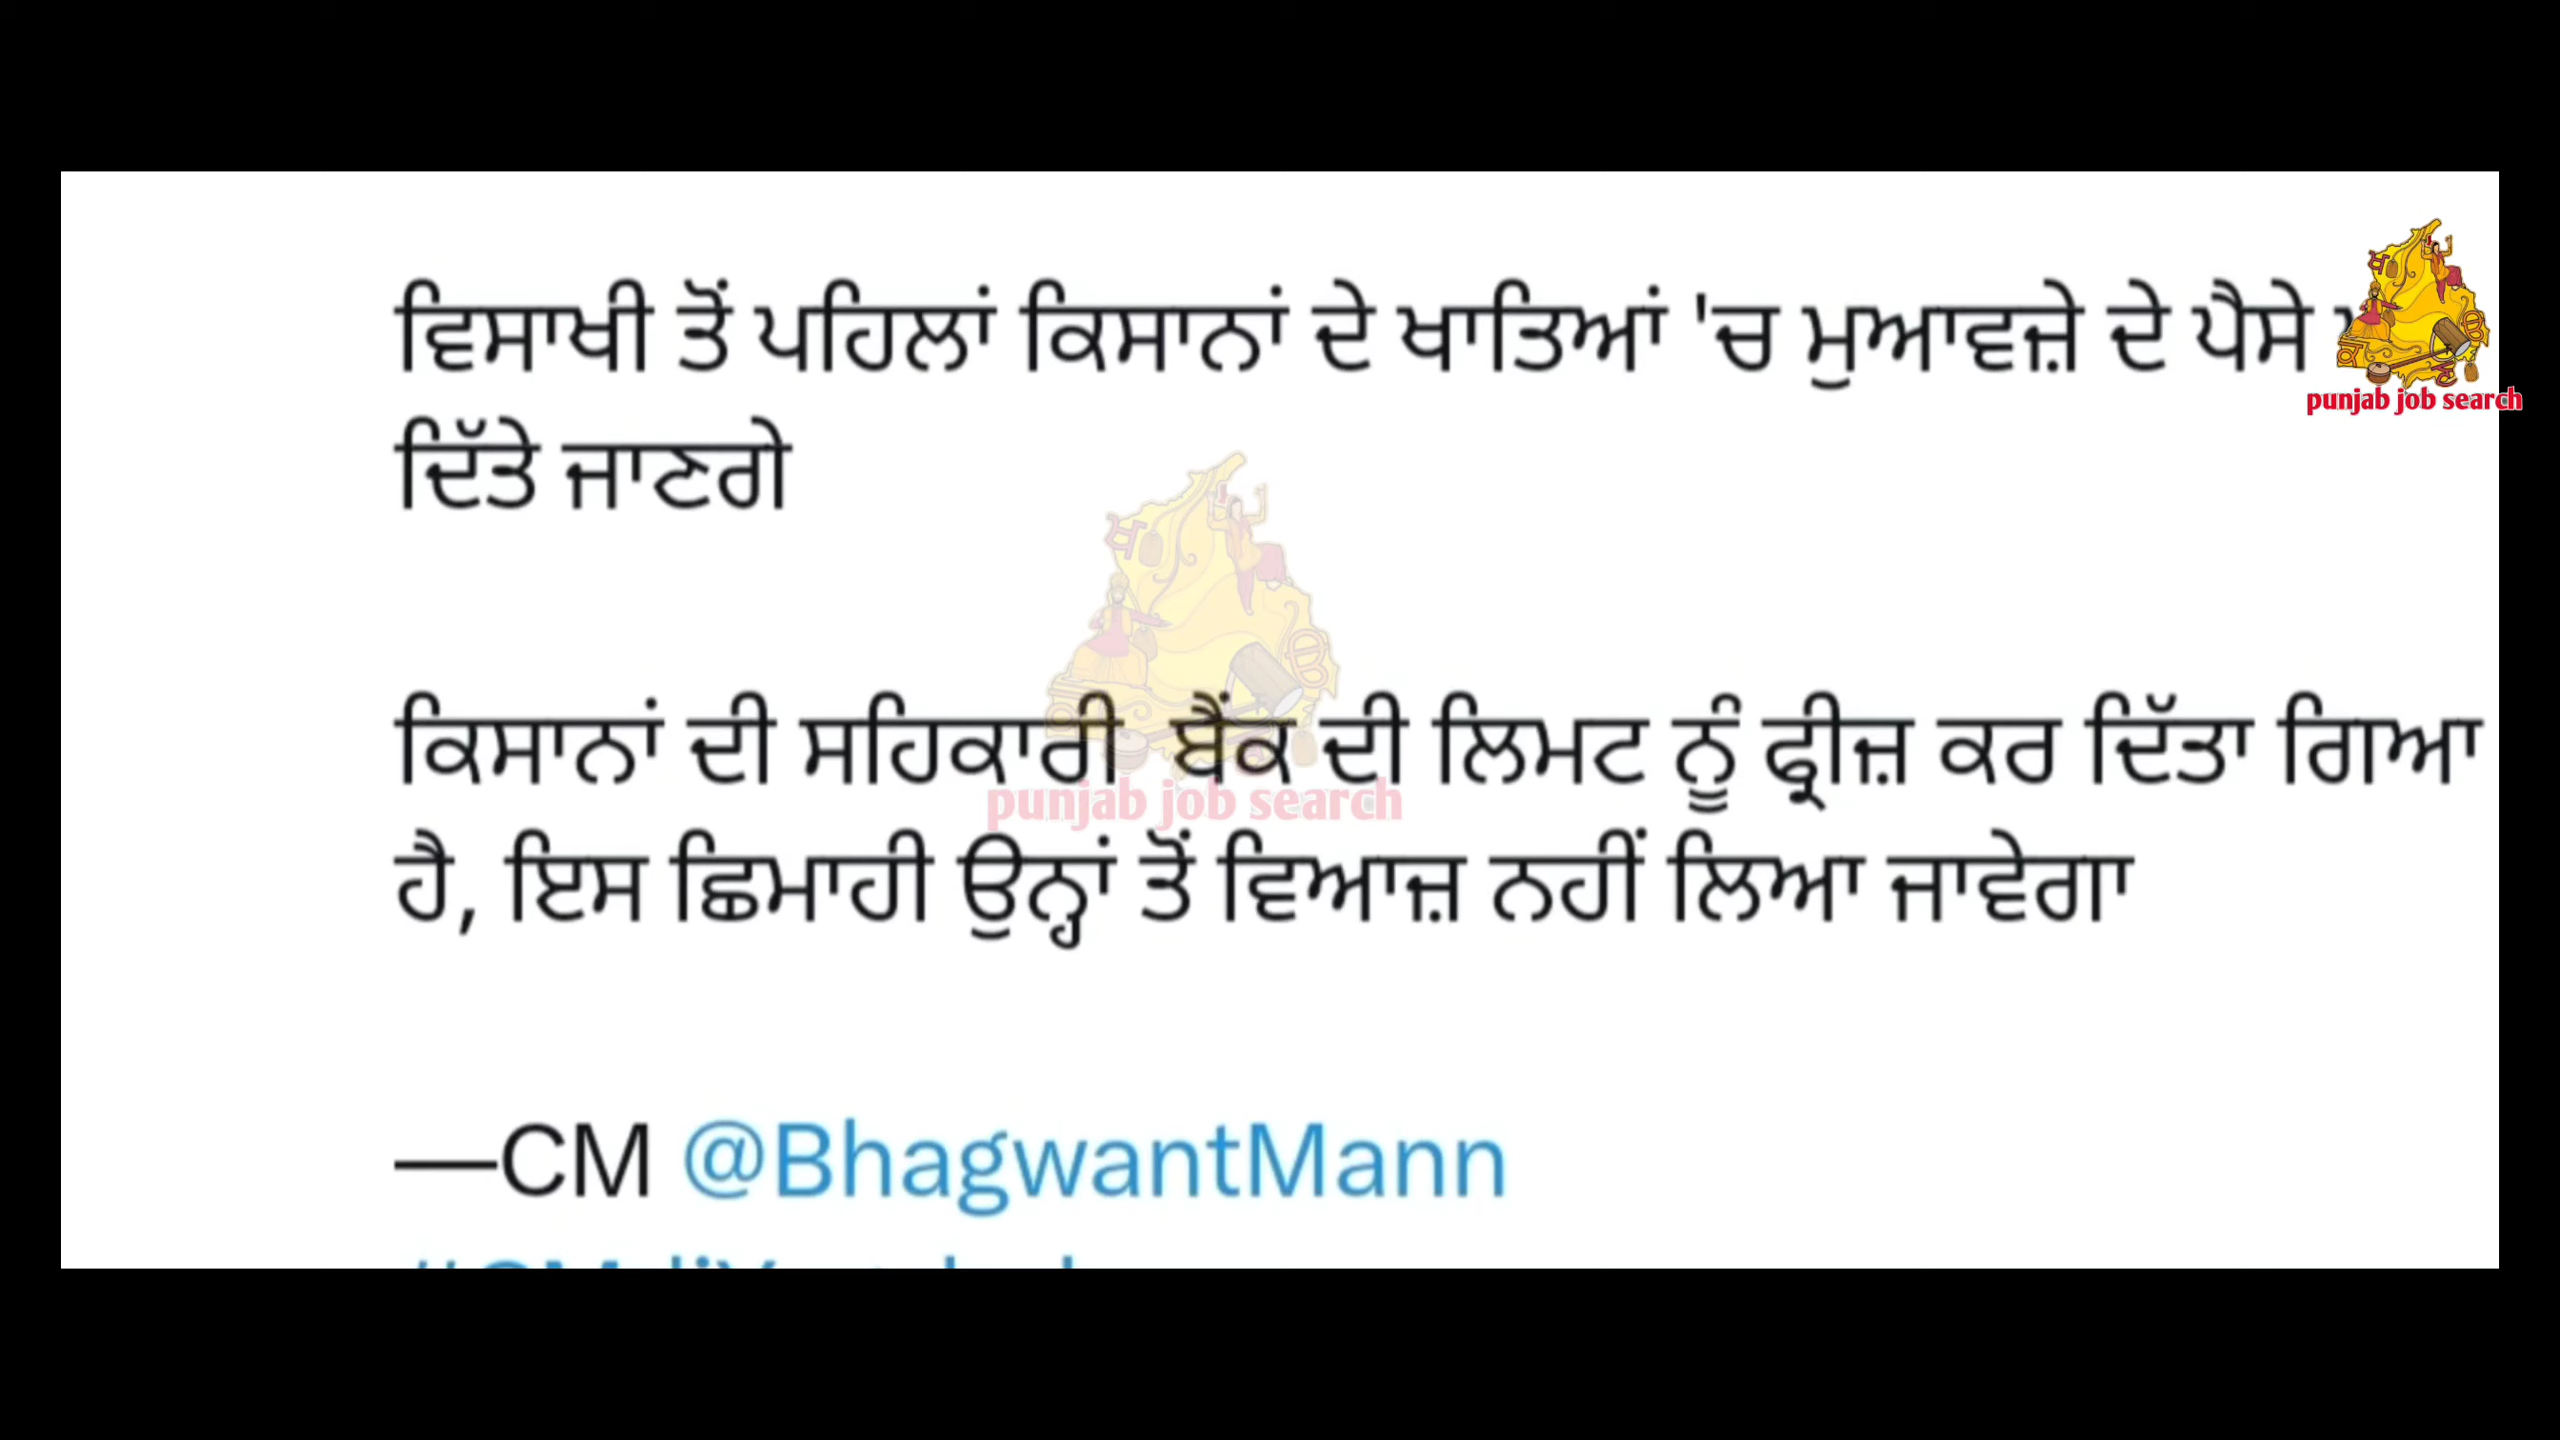 ਵਿਸਾਖੀ ਤੋਂ ਪਹਿਲਾਂ ਕਿਸਾਨਾਂ ਦੇ ਖਾਤਿਆਂ 'ਚ ਮੁਆਵਜ਼ੇ ਦੇ ਪੈਸੇ
punjab job search
ਦਿੱਤੇ ਜਾਣਗੇ
ਕਿਸਾਨਾਂ ਦੀ ਸਹਿਕਾਰੀ ਬੈਂਕ ਦੀ ਲਿਮਟ ਨੂੰ ਫ੍ਰੀਜ਼ ਕਰ ਦਿੱਤਾ ਗਿਆ
punjab job search
ਹੈ, ਇਸ ਛਿਮਾਹੀ ਉਨ੍ਹਾਂ ਤੋਂ ਵਿਆਜ਼ ਨਹੀਂ ਲਿਆ ਜਾਵੇਗਾ
—CM @BhagwantMann